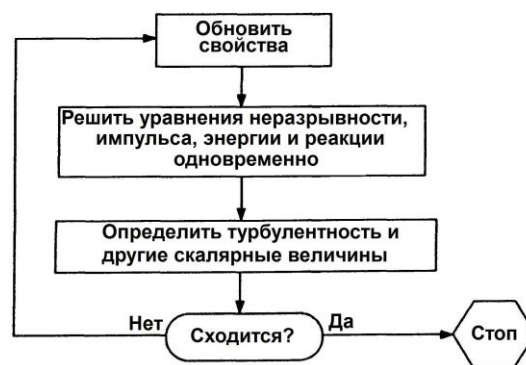 Обновить
свойства
Решить уравнения неразрывности,
импульса, энергии и реакции
одновременно
Определить турбулентность и
другие скалярные величины
Нет
Сходится?
Да
Стоп